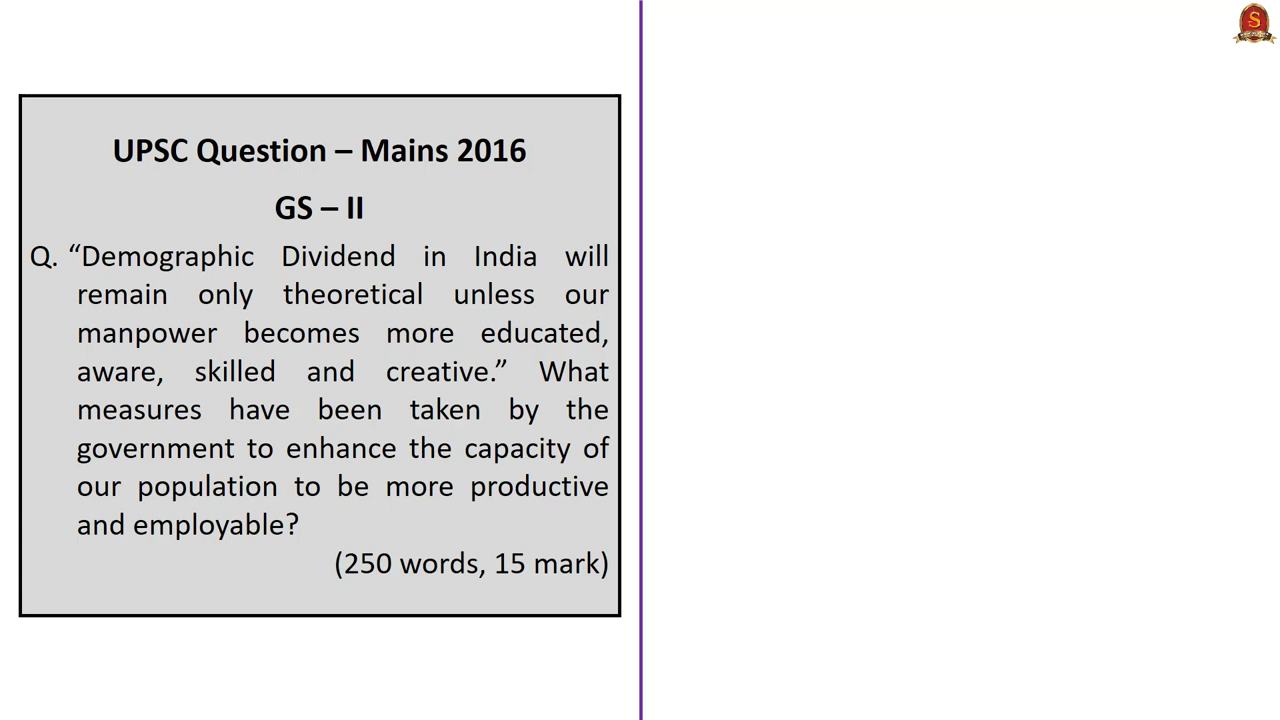 UPSC Question – Mains 2016
GS – II
Q. “Demographic Dividend in India will
remain only theoretical unless our
manpower becomes more educated,
aware, skilled and creative.” What
measures have been taken by the
government to enhance the capacity of
our population to be more productive
and employable?
(250 words, 15 mark)
S